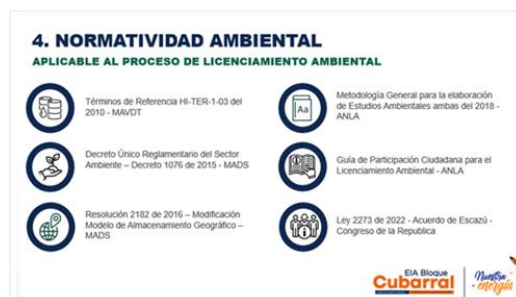 4. NORMATIVIDAD AMBIENTAL
APLICABLE AL PROCESO DE LICENCIAMIENTO AMBIENTAL
Términos de Referencia HI-TER-1-03 del
2010 - MAVDT
Decreto Único Reglamentario del Sector
Ambiente – Decreto 1076 de 2015 - MADS
Resolución 2182 de 2016 – Modificación
Modelo de Almacenamiento Geográfico –
MADS
Aa
Metodología General para la elaboración
de Estudios Ambientales ambas del 2018 -
ANLA
Guía de Participación Ciudadana para el
Licenciamiento Ambiental - ANLA
Ley 2273 de 2022 - Acuerdo de Escazú -
Congreso de la Republica
EIA Bloque
Cubarral
Nuestra
energía